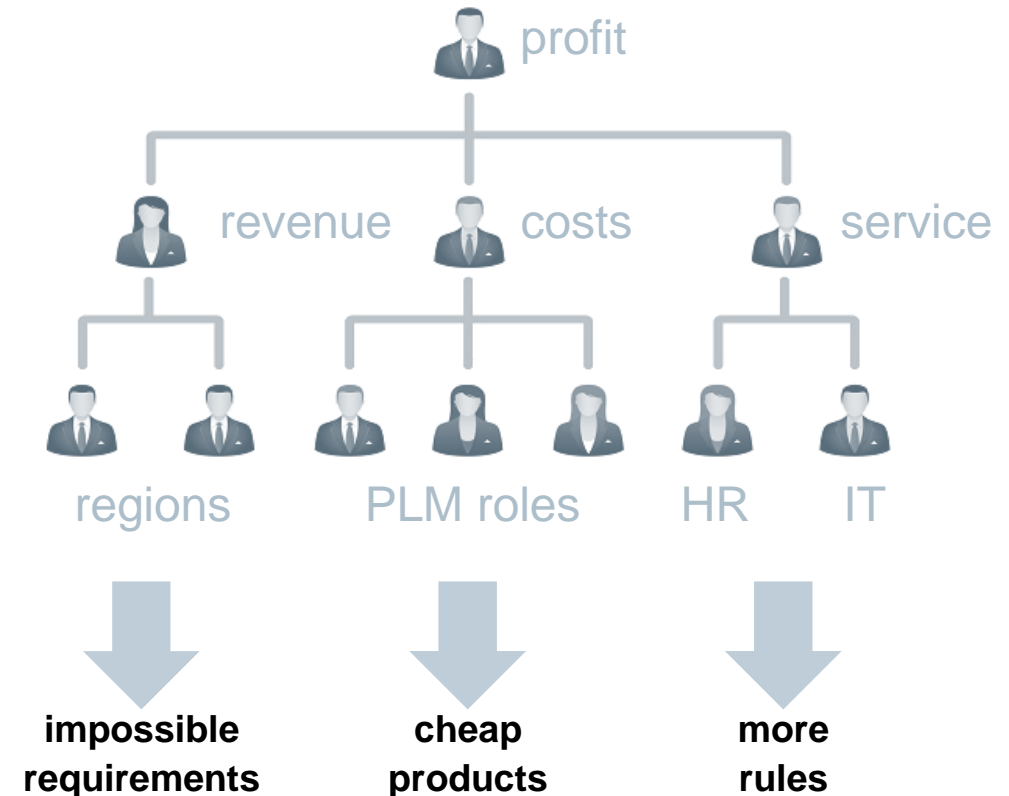 profit
revenue costs service
regions PLM roles HR IT
impossible cheap more
requirements products rules